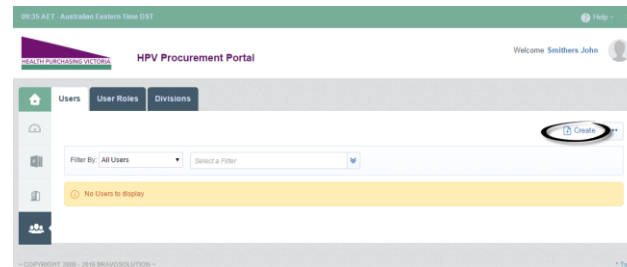 09:35 AET - Australian Eastern Time DST
Help
HEALTH PURCHASING VICTORIA
HPV Procurement Portal
Welcome Smithers John
Users
User Roles
Divisions
Create
Filter By: All Users
Select a Filter
No Users to display
~COPYRIGHT 2000 - 2016 BRAVOSOLUTION ~